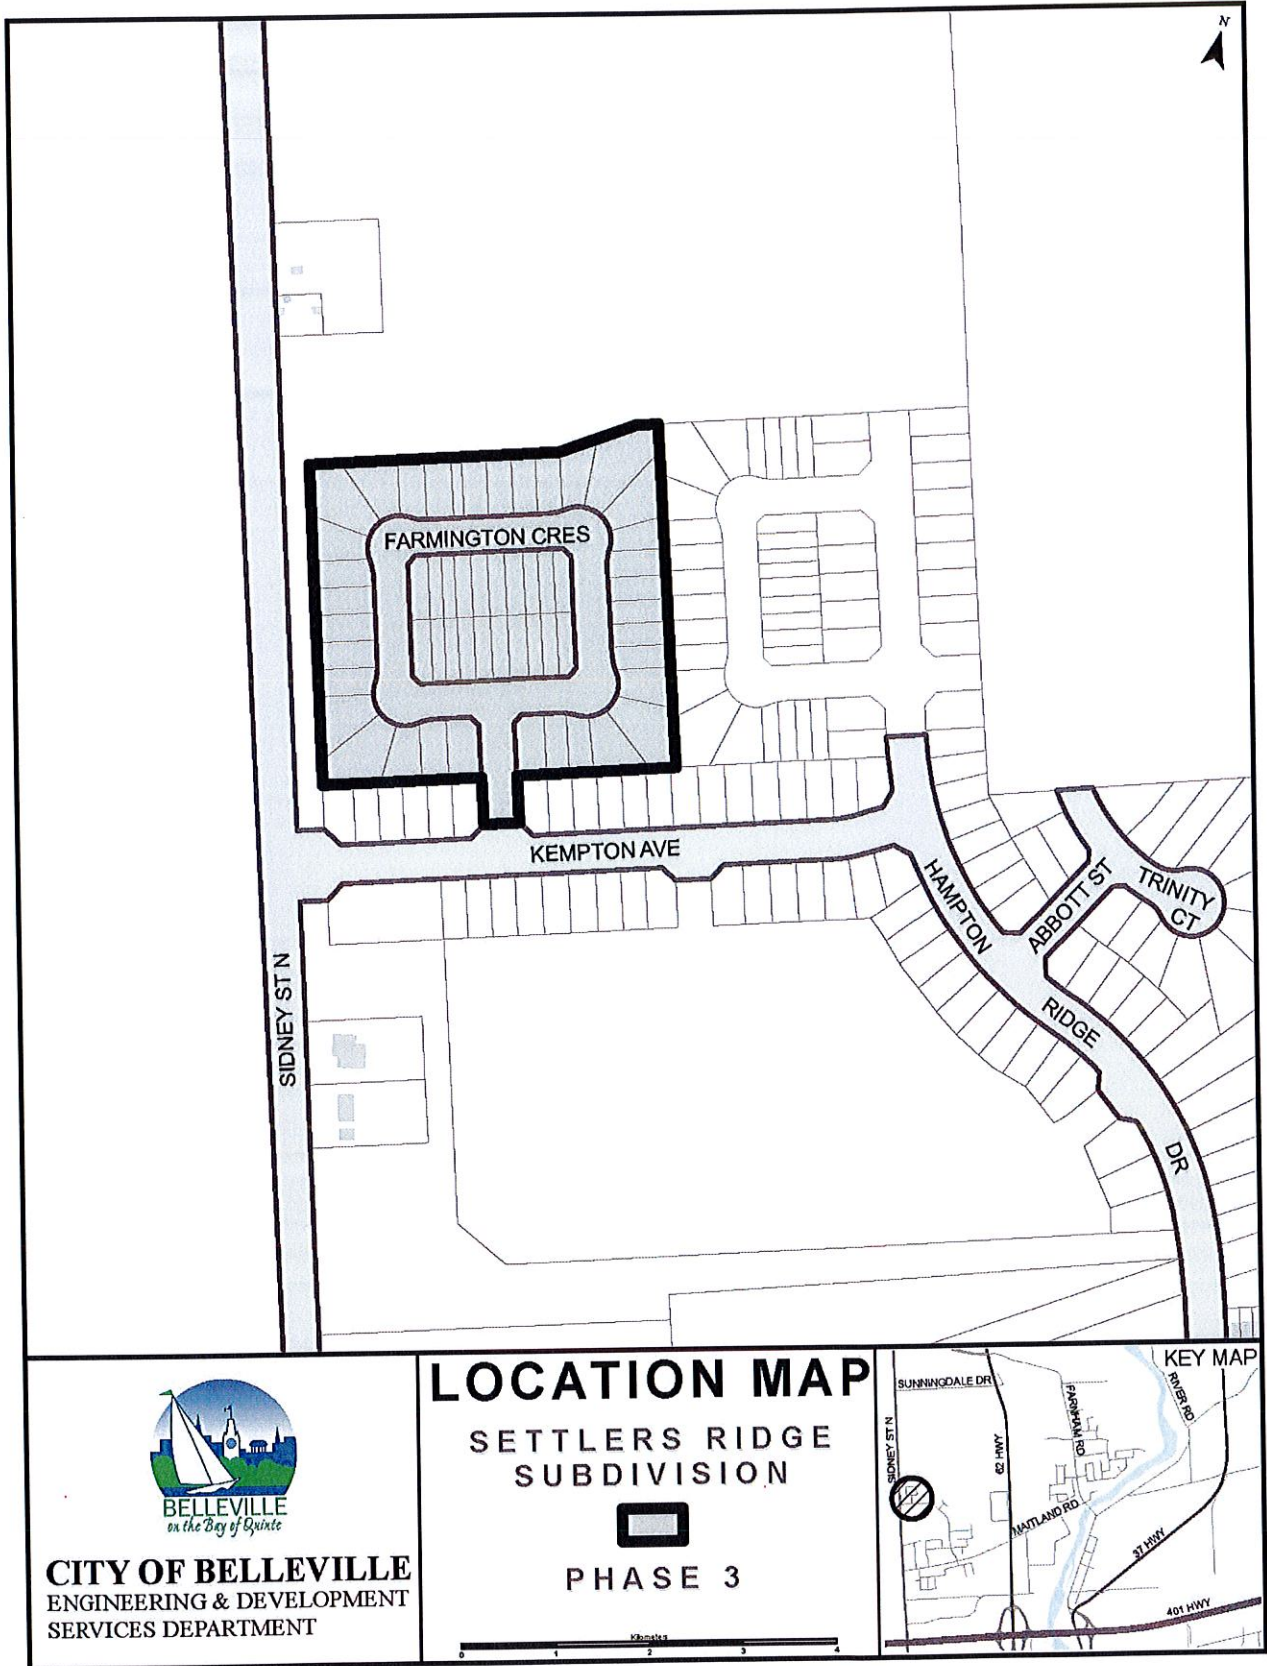 N
FARMINGTON CRES
KEMPTON AVE
SIDNEY ST N
HAMPTON
RIDGE
DR
ABBOTT ST
TRINITY
CT
BELLEVILLE
on the Bay of Quinte
CITY OF BELLEVILLE
ENGINEERING & DEVELOPMENT
SERVICES DEPARTMENT
LOCATION MAP
SETTLERS RIDGE
SUBDIVISION
PHASE 3
Kilometers
0 1 2 3 4
KEY MAP
SUNNINGDALE DR
SIDNEY ST N
62 HWY
FARNHAM RD
RIVER RD
MAITLAND RD
37 HWY
401 HWY